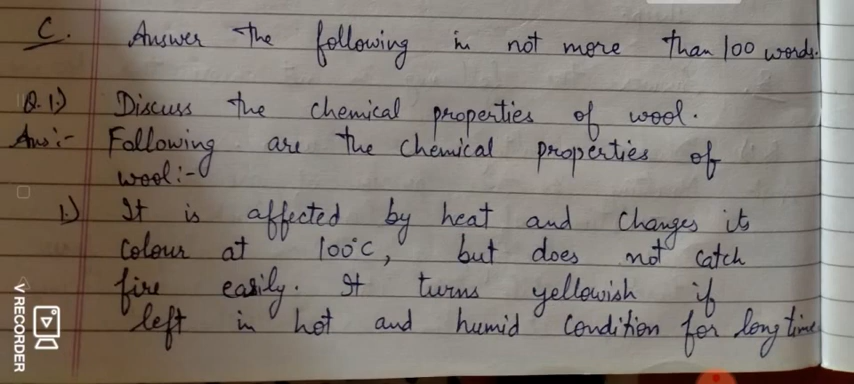 C. Answer the following in not more than 100 words.
Q.1.) Discuss the chemical properties of wool.
Ans:- Following are the chemical properties of
wool:-
1.) It is affected by heat and changes its
colour at 100°C, but does not catch
fire easily. It turns yellowish if
left in hot and humid condition for long time
V RECORDER